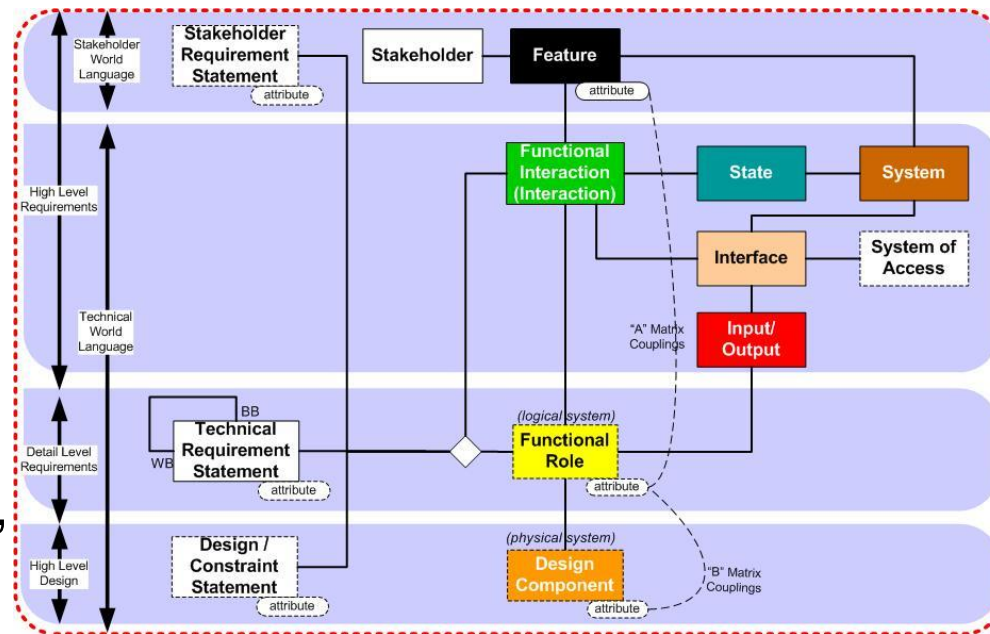 Stakeholder
World
Language
Stakeholder
Requirement
Statement
attribute
Stakeholder
Feature
attribute
High Level
Requirements
Functional
Interaction
(Interaction)
State
System
Interface
System of
Access
Technical
World
Language
"A" Matrix
Couplings
Input/
Output
Detail Level
Requirements
BB
WB
Technical
Requirement
Statement
attribute
(logical system)
Functional
Role
attribute
High Level
Design
Design /
Constraint
Statement
attribute
(physical system)
Design
Component
attribute
"B" Matrix
Couplings